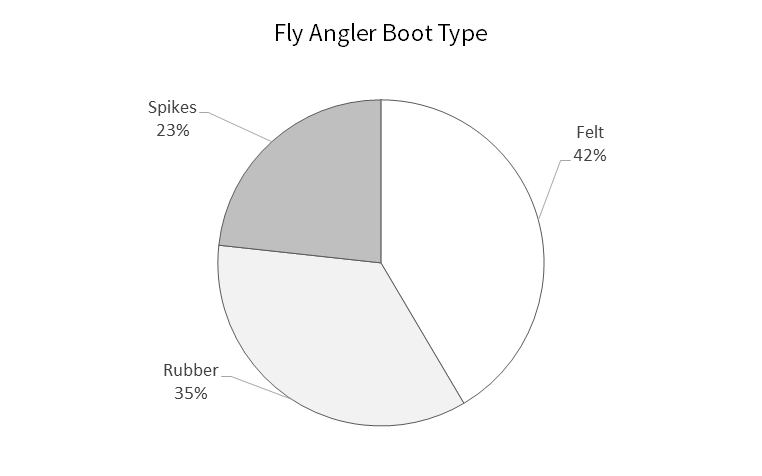 Fly Angler Boot Type
Spikes
23%
Felt
42%
Rubber
35%